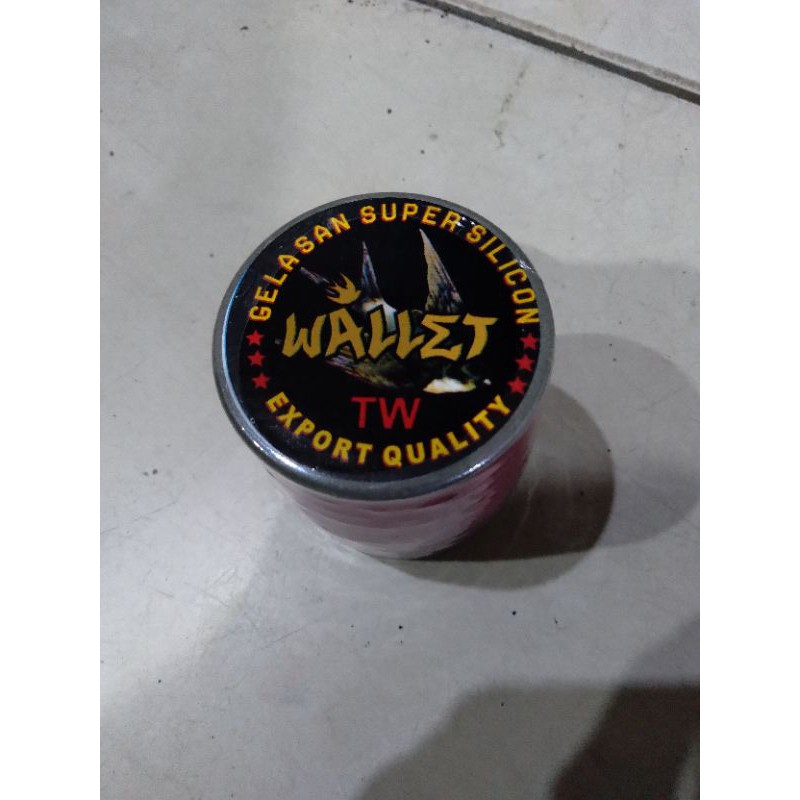 GELASAN SUPER SILICON
WALLET
TW
EXPORT QUALITY